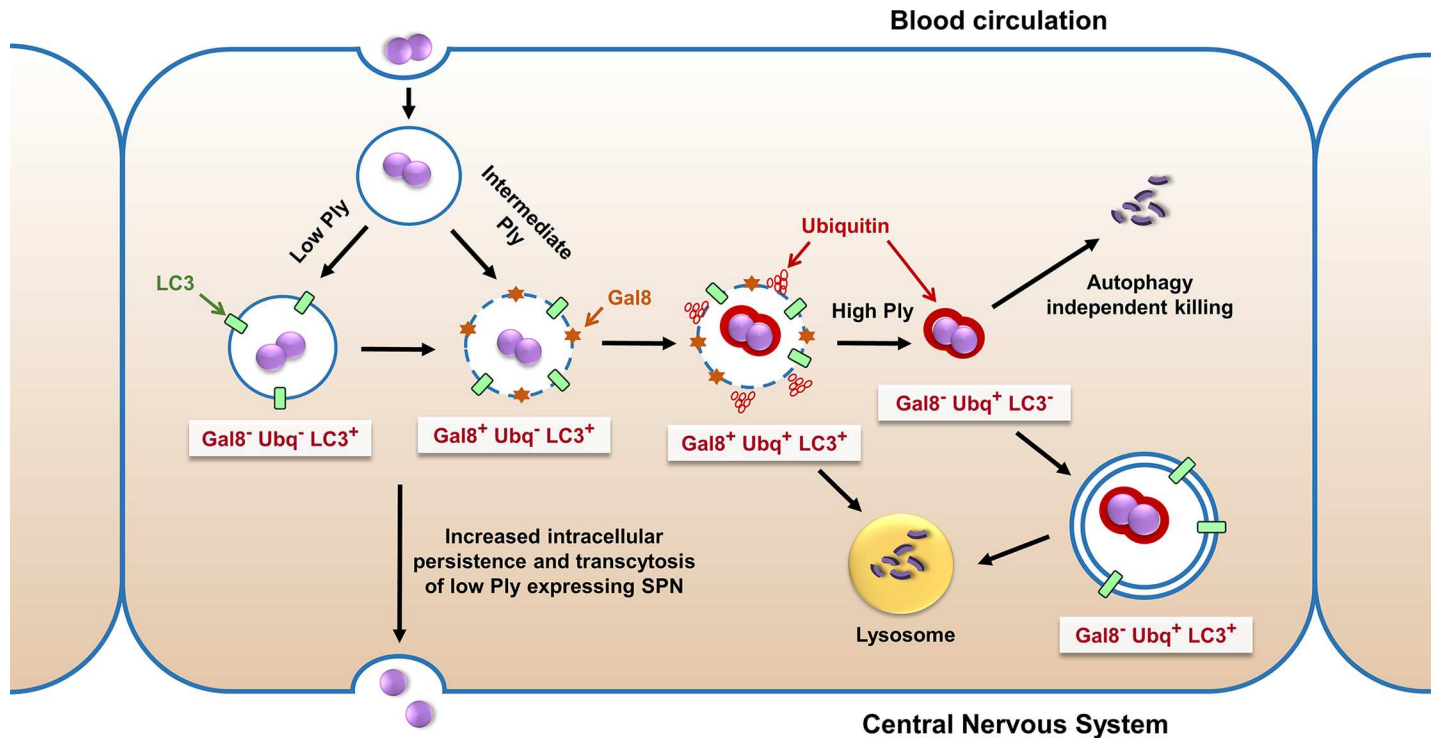 Blood circulation
Low Ply
Intermediate
Ply
LC3
Gal8
Ubiquitin
High Ply
Autophagy
independent killing
Gal8⁻ Ubq⁻ LC3⁺
Gal8⁺ Ubq⁻ LC3⁺
Gal8⁺ Ubq⁺ LC3⁺
Gal8⁻ Ubq⁺ LC3⁻
Increased intracellular
persistence and transcytosis
of low Ply expressing SPN
Lysosome
Gal8⁻ Ubq⁺ LC3⁺
Central Nervous System